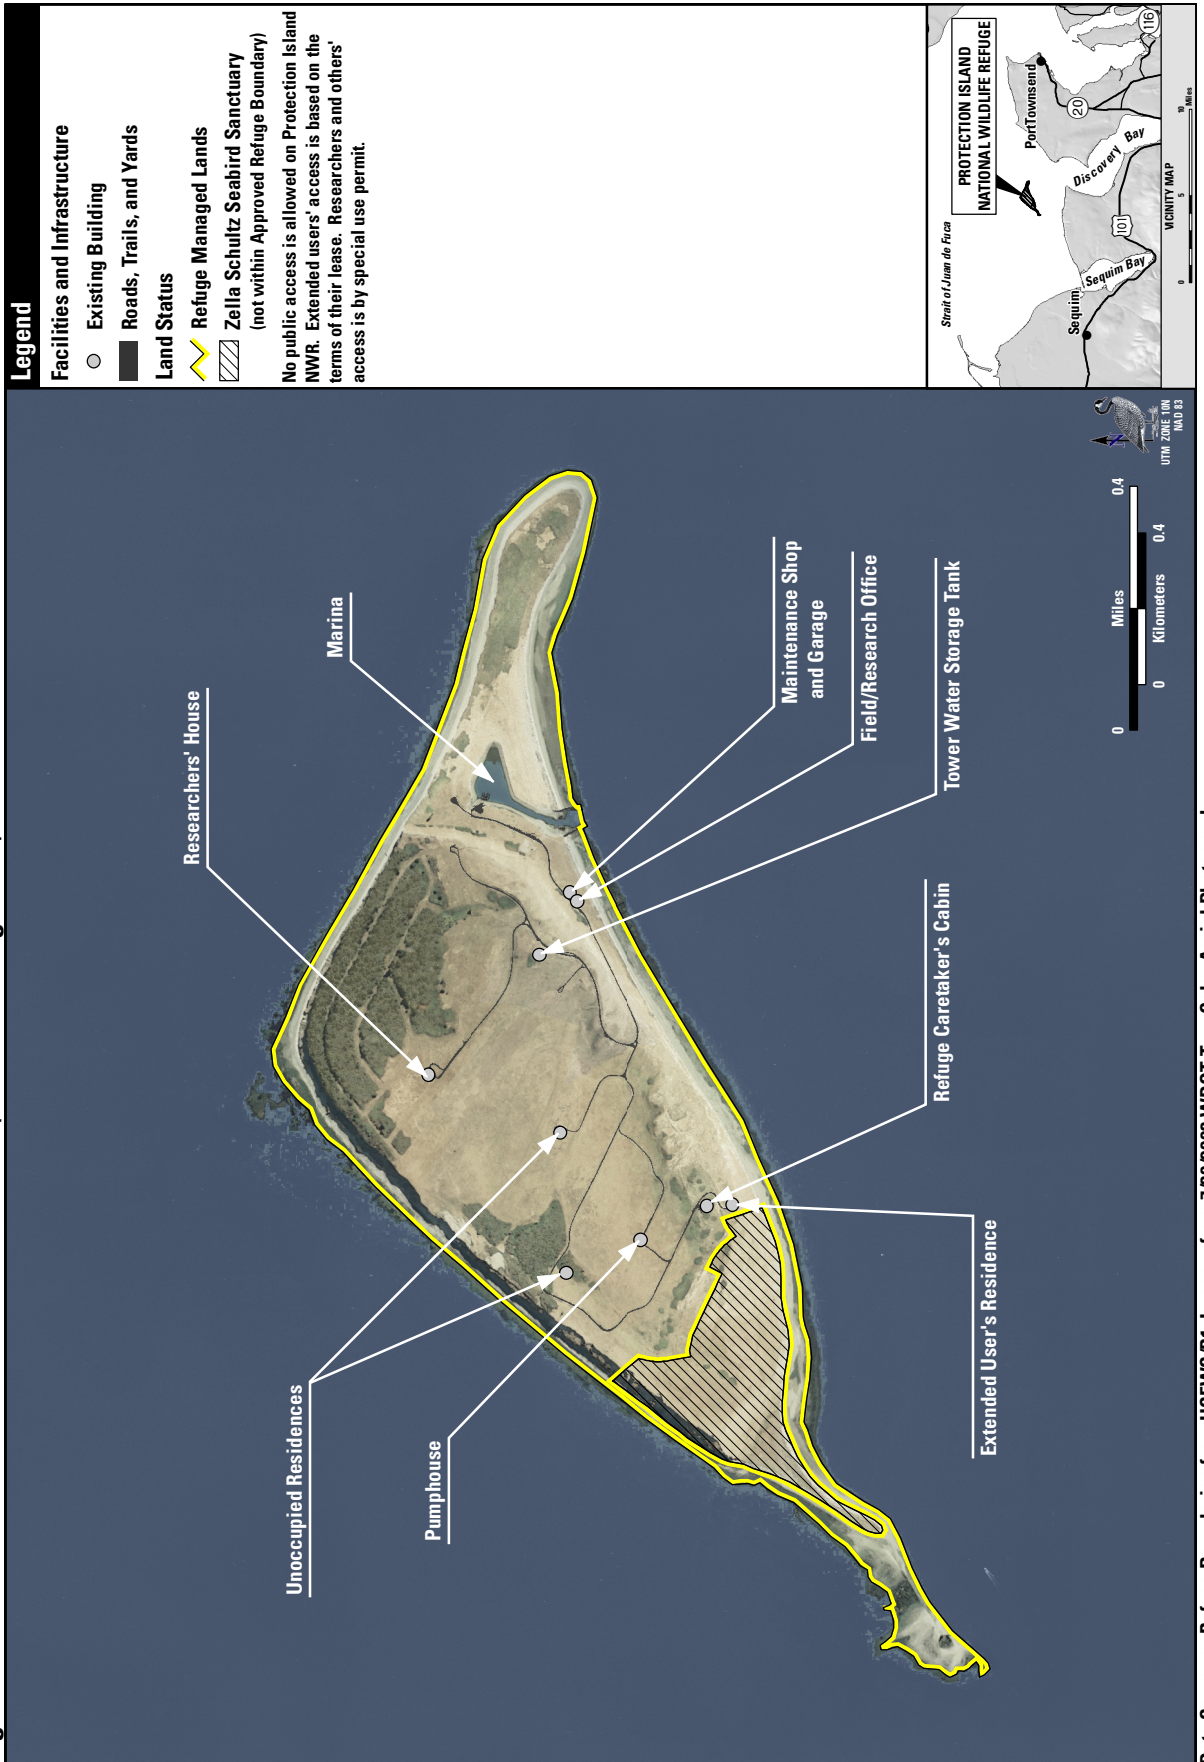 Legend
Facilities and Infrastructure
Existing Building
Roads, Trails, and Yards
Land Status
Refuge Managed Lands
Zella Schultz Seabird Sanctuary
(not within Approved Refuge Boundary)
No public access is allowed on Protection Island
NWR. Extended users' access is based on the
terms of their lease. Researchers and others'
access is by special use permit.
Researchers' House
Marina
Unoccupied Residences
Pumphouse
Maintenance Shop
and Garage
Field/Research Office
Tower Water Storage Tank
Refuge Caretaker's Cabin
Extended User's Residence
0
Miles
0.4
0
Kilometers
0.4
UTM ZONE 10N
NAD 83
PROTECTION ISLAND
NATIONAL WILDLIFE REFUGE
Strait of Juan de Fuca
Port Townsend
Discovery Bay
Sequim Bay
Sequim
20
101
116
0
5
10
Miles
VICINITY MAP